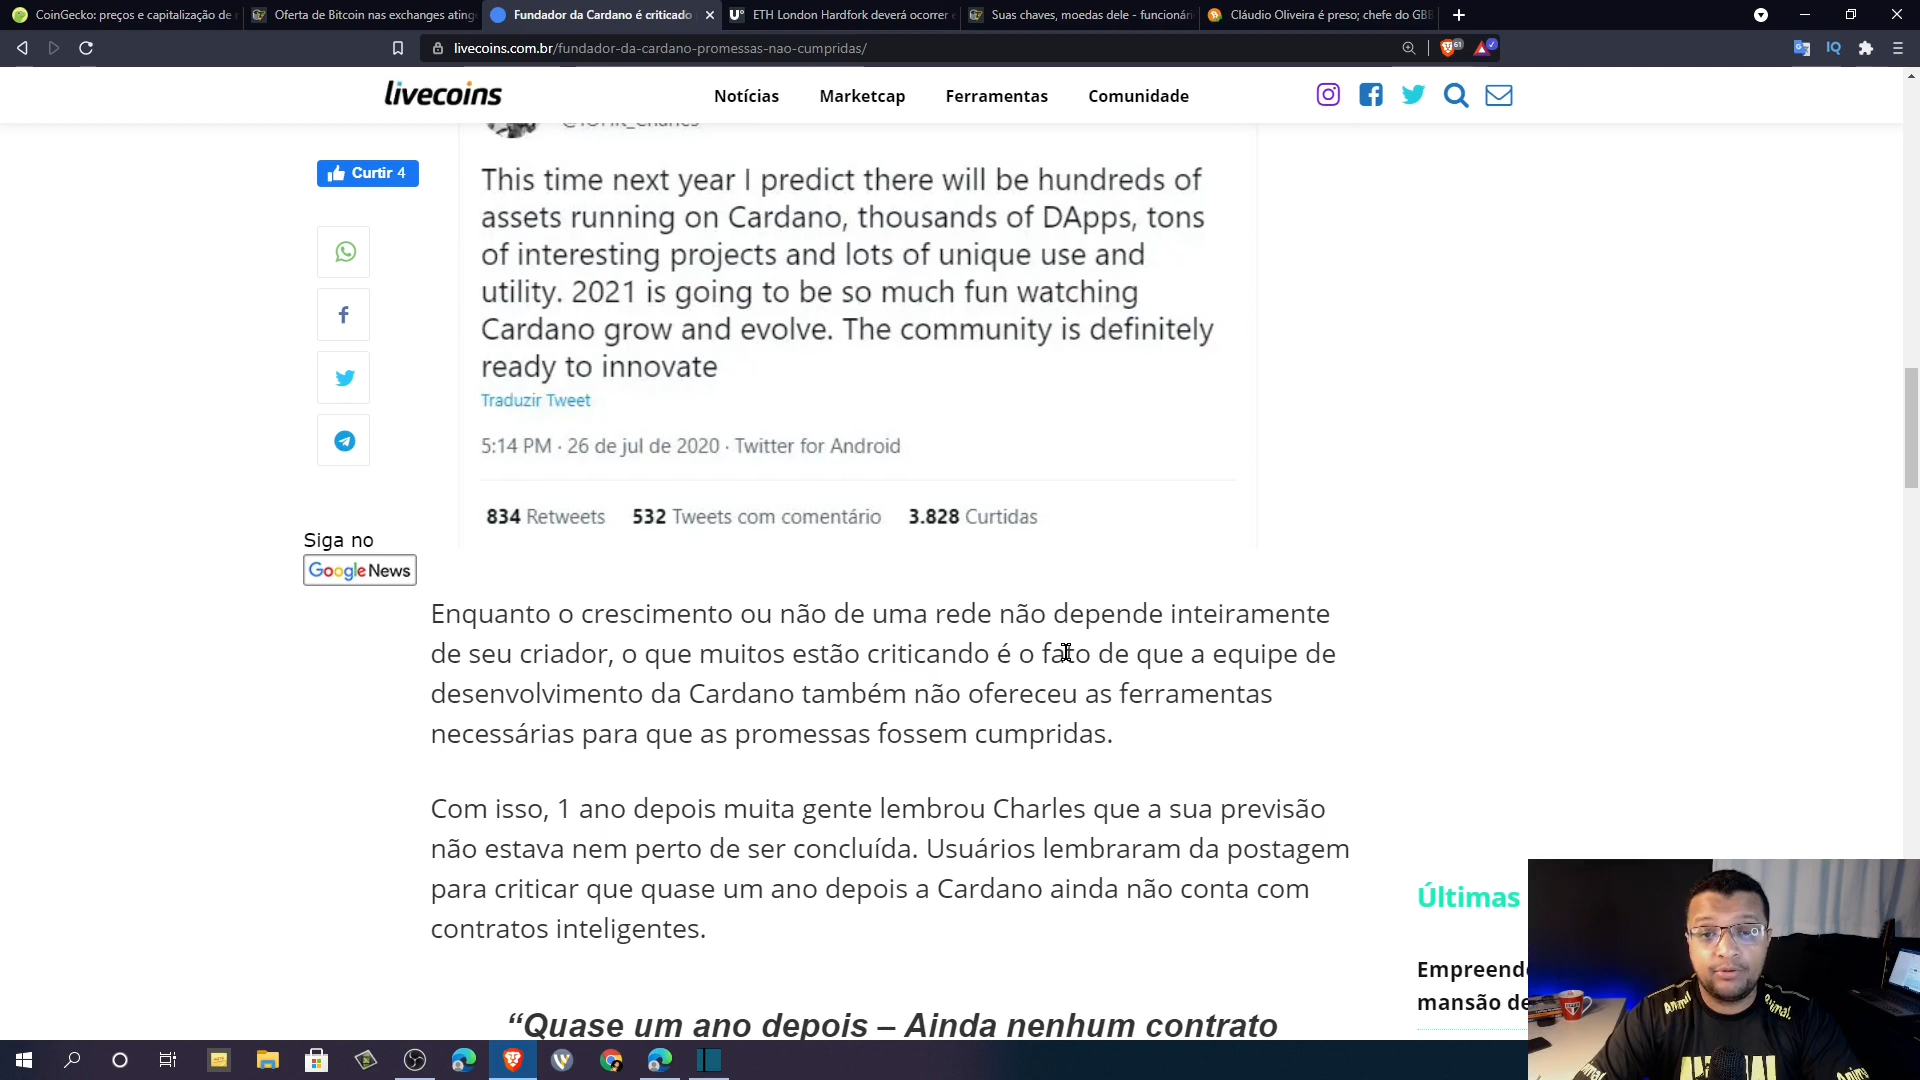 CoinGecko: preços e capitalização de
Oferta de Bitcoin nas exchanges ating
Fundador da Cardano é criticado
ETH London Hardfork deverá ocorrer
Suas chaves, moedas dele - funcionári
Cláudio Oliveira é preso; chefe do GBB
livecoins.com.br/fundador-da-cardano-promessas-nao-cumpridas/
livecoins
Notícias
Marketcap
Ferramentas
Comunidade
Curtir 4
This time next year I predict there will be hundreds of
assets running on Cardano, thousands of DApps, tons
of interesting projects and lots of unique use and
utility. 2021 is going to be so much fun watching
Cardano grow and evolve. The community is definitely
ready to innovate
Traduzir Tweet
5:14 PM · 26 de jul de 2020 · Twitter for Android
834 Retweets 532 Tweets com comentário 3.828 Curtidas
Siga no
Google News
Enquanto o crescimento ou não de uma rede não depende inteiramente
de seu criador, o que muitos estão criticando é o fato de que a equipe de
desenvolvimento da Cardano também não ofereceu as ferramentas
necessárias para que as promessas fossem cumpridas.
Com isso, 1 ano depois muita gente lembrou Charles que a sua previsão
não estava nem perto de ser concluída. Usuários lembraram da postagem
para criticar que quase um ano depois a Cardano ainda não conta com
contratos inteligentes.
“Quase um ano depois – Ainda nenhum contrato
Últimas
Empreend
mansão de
Animal
Animal